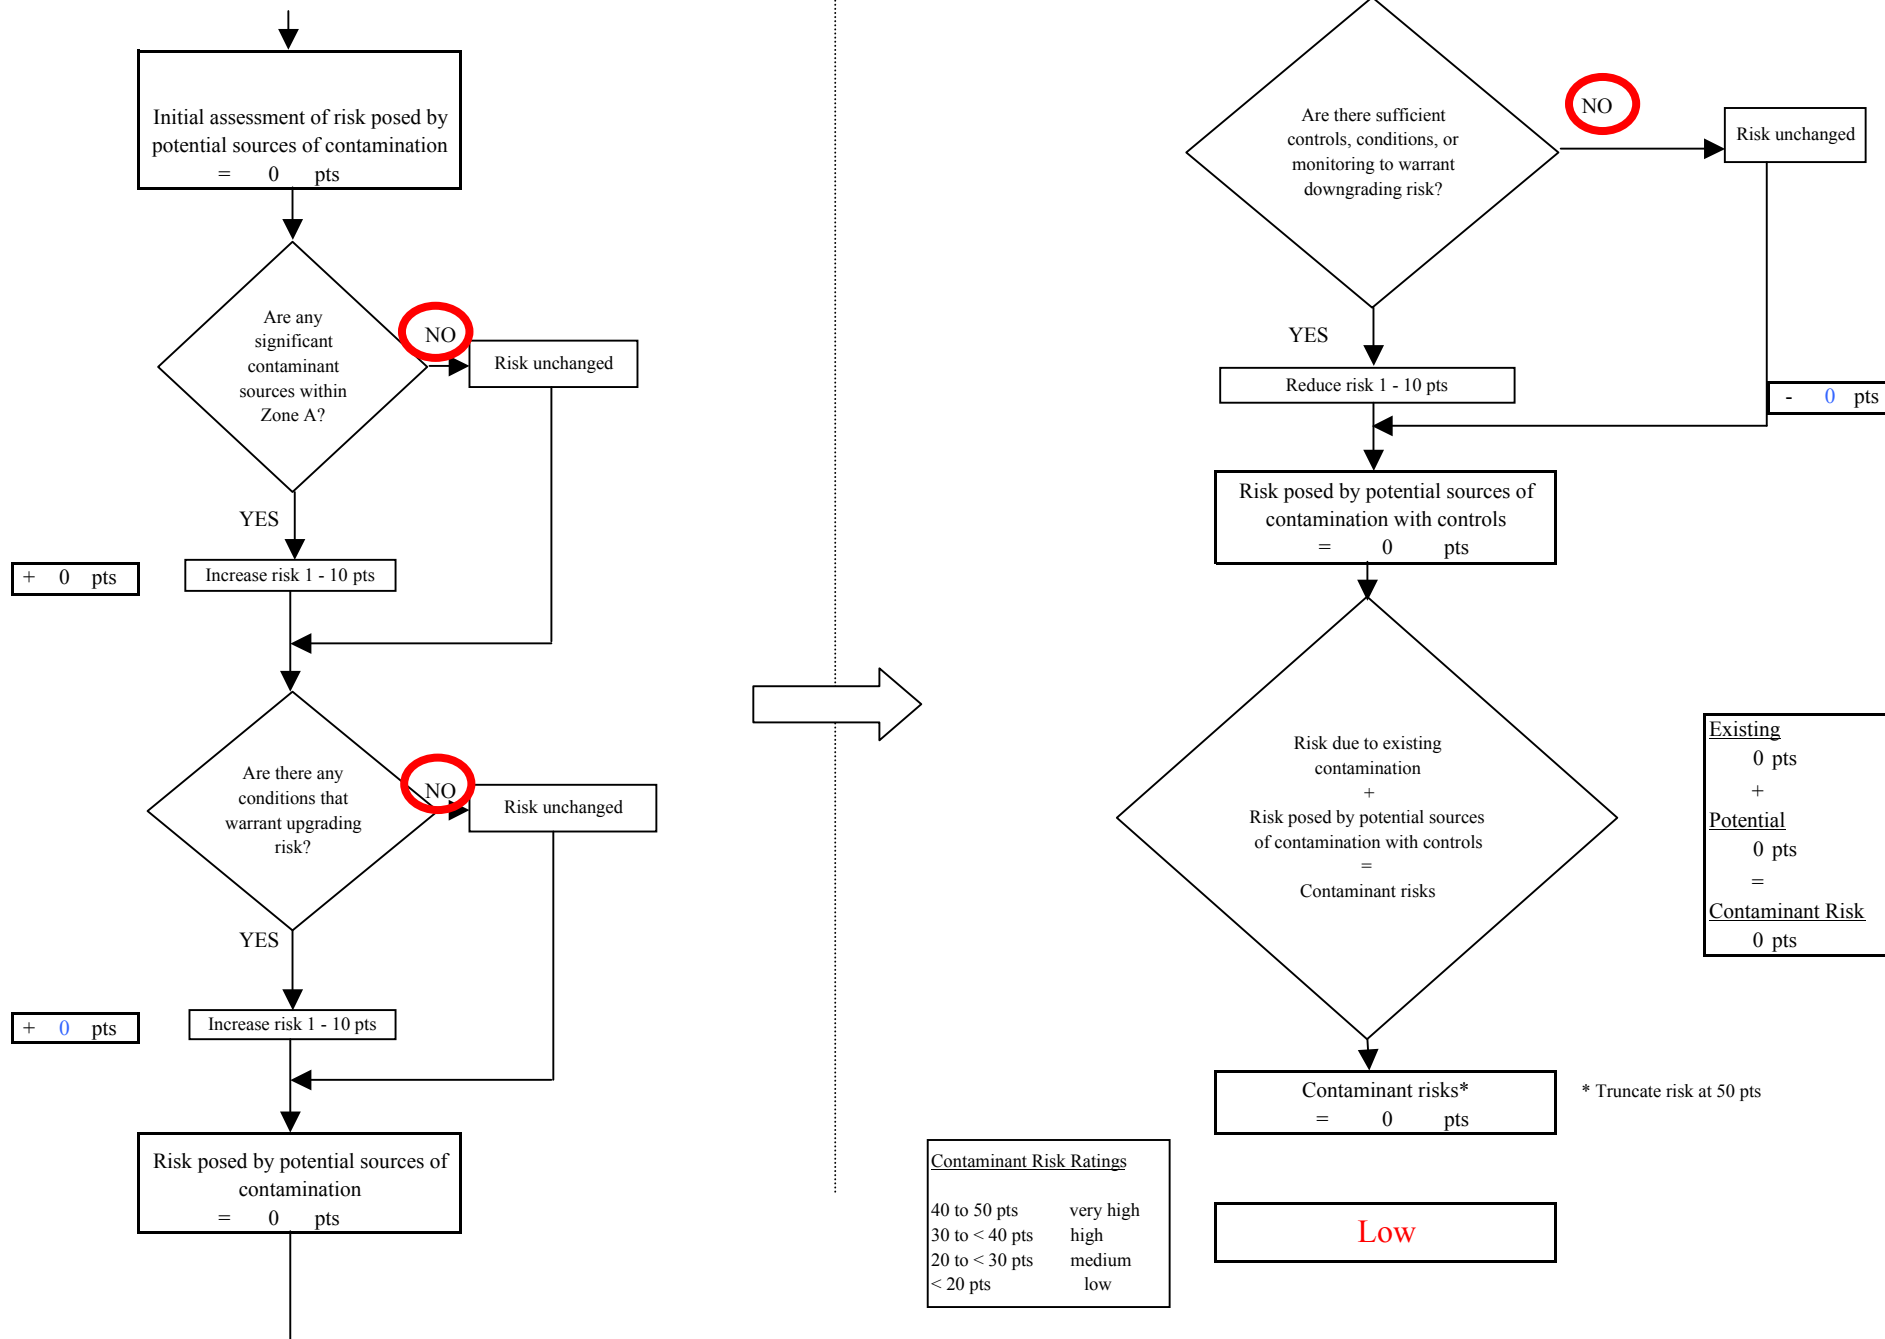 Initial assessment of risk posed by
potential sources of contamination
= 0 pts
Are any
significant
contaminant
sources within
Zone A?
NO
Risk unchanged
YES
+ 0 pts
Increase risk 1 - 10 pts
Are there any
conditions that
warrant upgrading
risk?
NO
Risk unchanged
YES
+ 0 pts
Increase risk 1 - 10 pts
Risk posed by potential sources of
contamination
= 0 pts
Are there sufficient
controls, conditions, or
monitoring to warrant
downgrading risk?
NO
Risk unchanged
YES
Reduce risk 1 - 10 pts
- 0 pts
Risk posed by potential sources of
contamination with controls
= 0 pts
Risk due to existing
contamination
+
Risk posed by potential sources
of contamination with controls
=
Contaminant risks
Existing
0 pts
+
Potential
0 pts
=
Contaminant Risk
0 pts
Contaminant risks*
= 0 pts
* Truncate risk at 50 pts
Contaminant Risk Ratings
40 to 50 pts very high
30 to < 40 pts high
20 to < 30 pts medium
< 20 pts low
Low